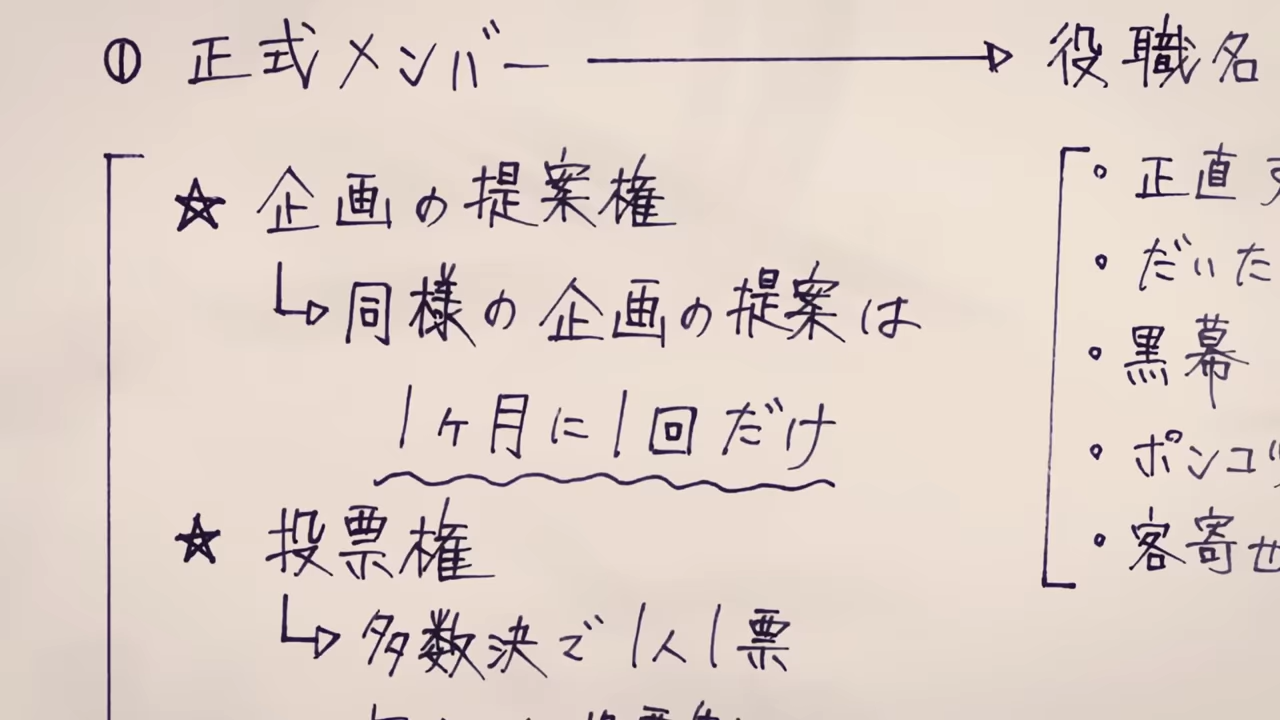 ① 正式メンバー → 役職名
☆ 企画の提案権
↳ 同様の企画の提案は
1ヶ月に1回だけ
☆ 投票権
↳ 多数決で1人1票
・正直
・だいた
・黒幕
・ポンコツ
・客寄せ